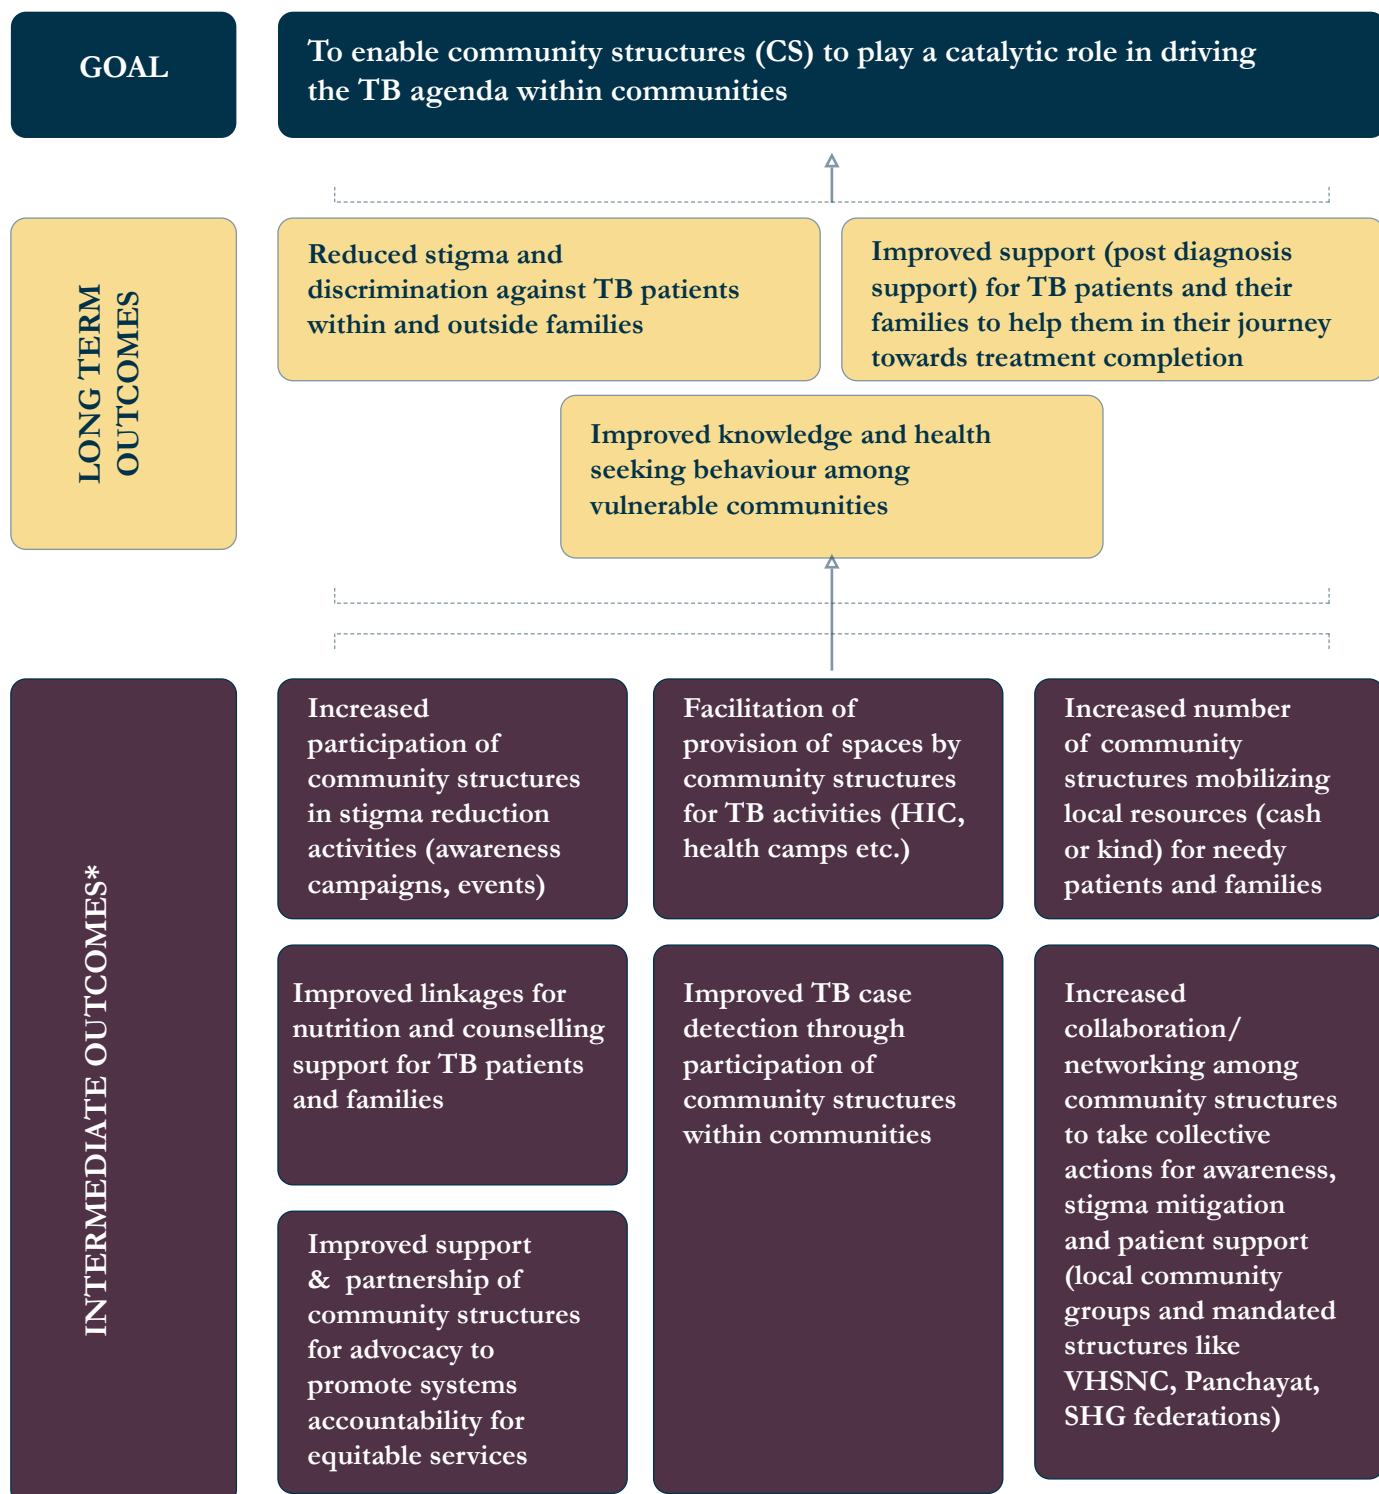 GOAL
To enable community structures (CS) to play a catalytic role in driving
the TB agenda within communities
LONG TERM
OUTCOMES
Reduced stigma and
discrimination against TB patients
within and outside families
Improved support (post diagnosis
support) for TB patients and their
families to help them in their journey
towards treatment completion
Improved knowledge and health
seeking behaviour among
vulnerable communities
INTERMEDIATE OUTCOMES*
Increased
participation of
community structures
in stigma reduction
activities (awareness
campaigns, events)
Facilitation of
provision of spaces by
community structures
for TB activities (HIC,
health camps etc.)
Increased number
of community
structures mobilizing
local resources (cash
or kind) for needy
patients and families
Improved linkages for
nutrition and counselling
support for TB patients
and families
Improved TB case
detection through
participation of
community structures
within communities
Increased
collaboration/
networking among
community structures
to take collective
actions for awareness,
stigma mitigation
and patient support
(local community
groups and mandated
structures like
VHSNC, Panchayat,
SHG federations)
Improved support
& partnership of
community structures
for advocacy to
promote systems
accountability for
equitable services